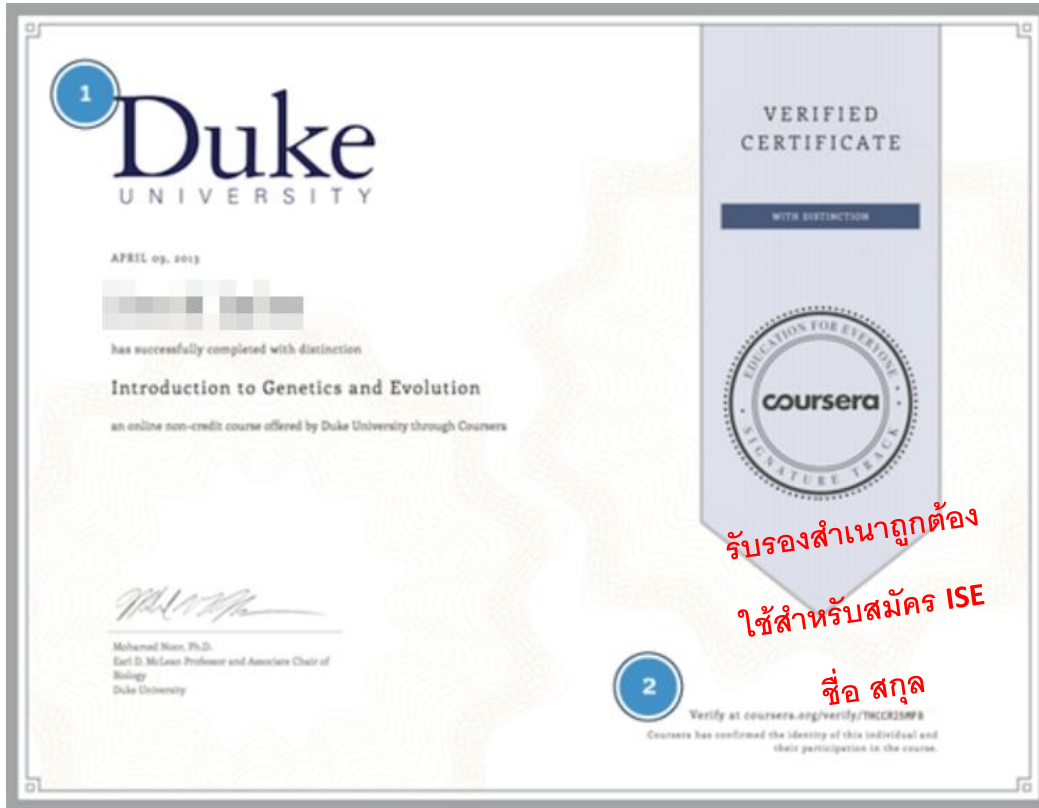 1
Duke
UNIVERSITY
APRIL 09, 2013
has successfully completed with distinction
Introduction to Genetics and Evolution
an online non-credit course offered by Duke University through Coursera
Mohamed Noor, Ph.D.
Earl D. McLean Professor and Associate Chair of
Biology
Duke University
VERIFIED
CERTIFICATE
WITH DISTINCTION
EDUCATION FOR EVERYONE
coursera
SIGNATURE TRACK
รับรองสำเนาถูกต้อง
ใช้สำหรับสมัคร ISE
ชื่อ สกุล
2
Verify at coursera.org/verify/
Coursera has confirmed the identity of this individual and
their participation in the course.